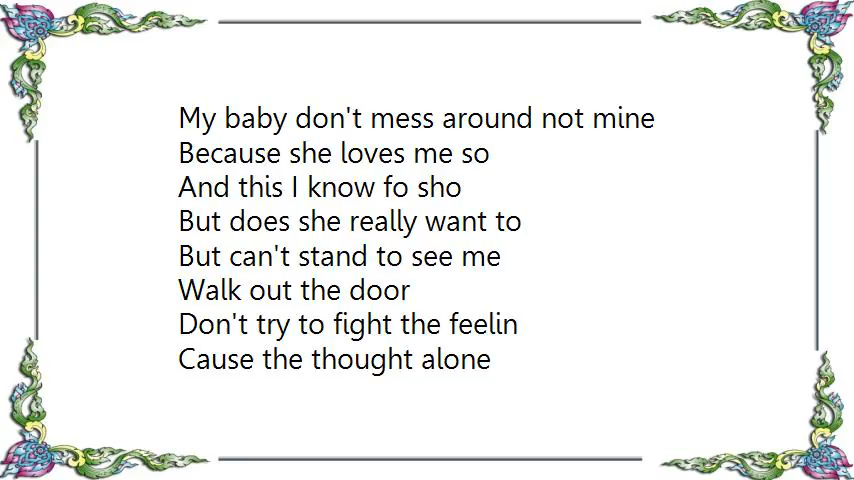 My baby don't mess around not mine
Because she loves me so
And this I know fo sho
But does she really want to
But can't stand to see me
Walk out the door
Don't try to fight the feelin
Cause the thought alone